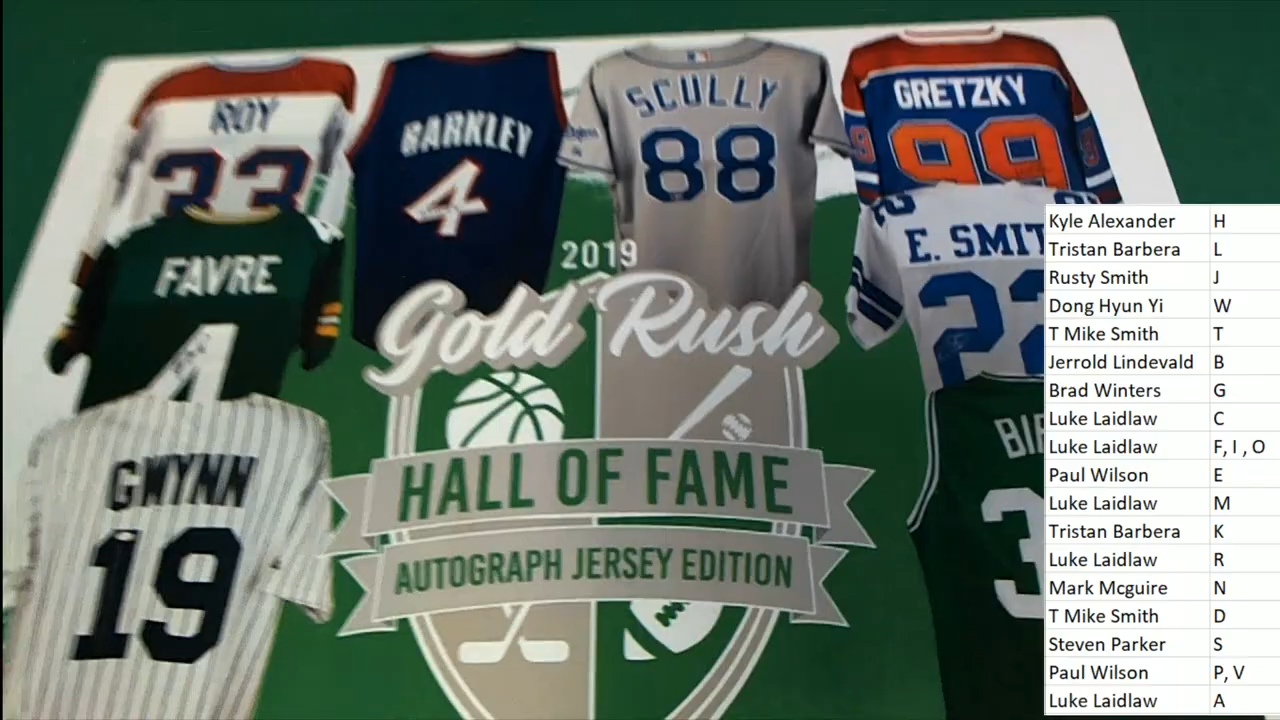 ROY
33
BARKLEY
4
SCULLY
88
GRETZKY
99
FAVRE
4
2019
E. SMIT
22
Gold Rush
GWYNN
19
HALL OF FAME
AUTOGRAPH JERSEY EDITION
BIR
3
Kyle Alexander H
Tristan Barbera L
Rusty Smith J
Dong Hyun Yi W
T Mike Smith T
Jerrold Lindevald B
Brad Winters G
Luke Laidlaw C
Luke Laidlaw F, I , O
Paul Wilson E
Luke Laidlaw M
Tristan Barbera K
Luke Laidlaw R
Mark Mcguire N
T Mike Smith D
Steven Parker S
Paul Wilson P, V
Luke Laidlaw A